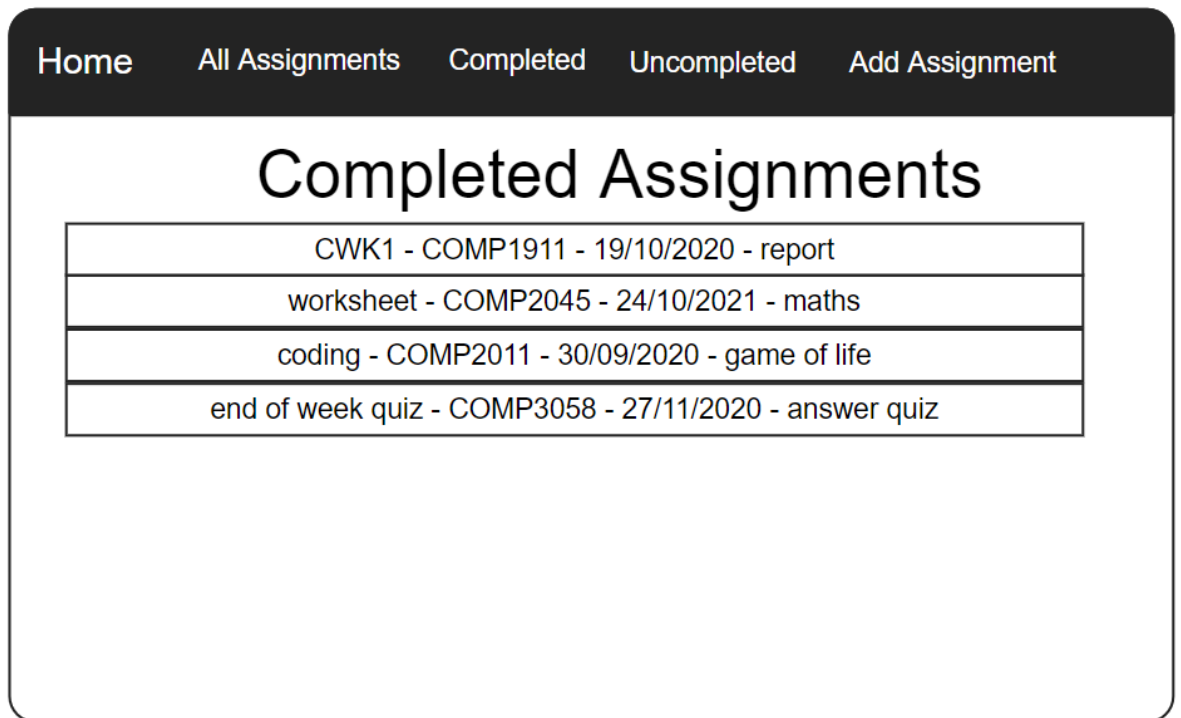 Home All Assignments Completed Uncompleted Add Assignment
Completed Assignments
CWK1 - COMP1911 - 19/10/2020 - report
worksheet - COMP2045 - 24/10/2021 - maths
coding - COMP2011 - 30/09/2020 - game of life
end of week quiz - COMP3058 - 27/11/2020 - answer quiz